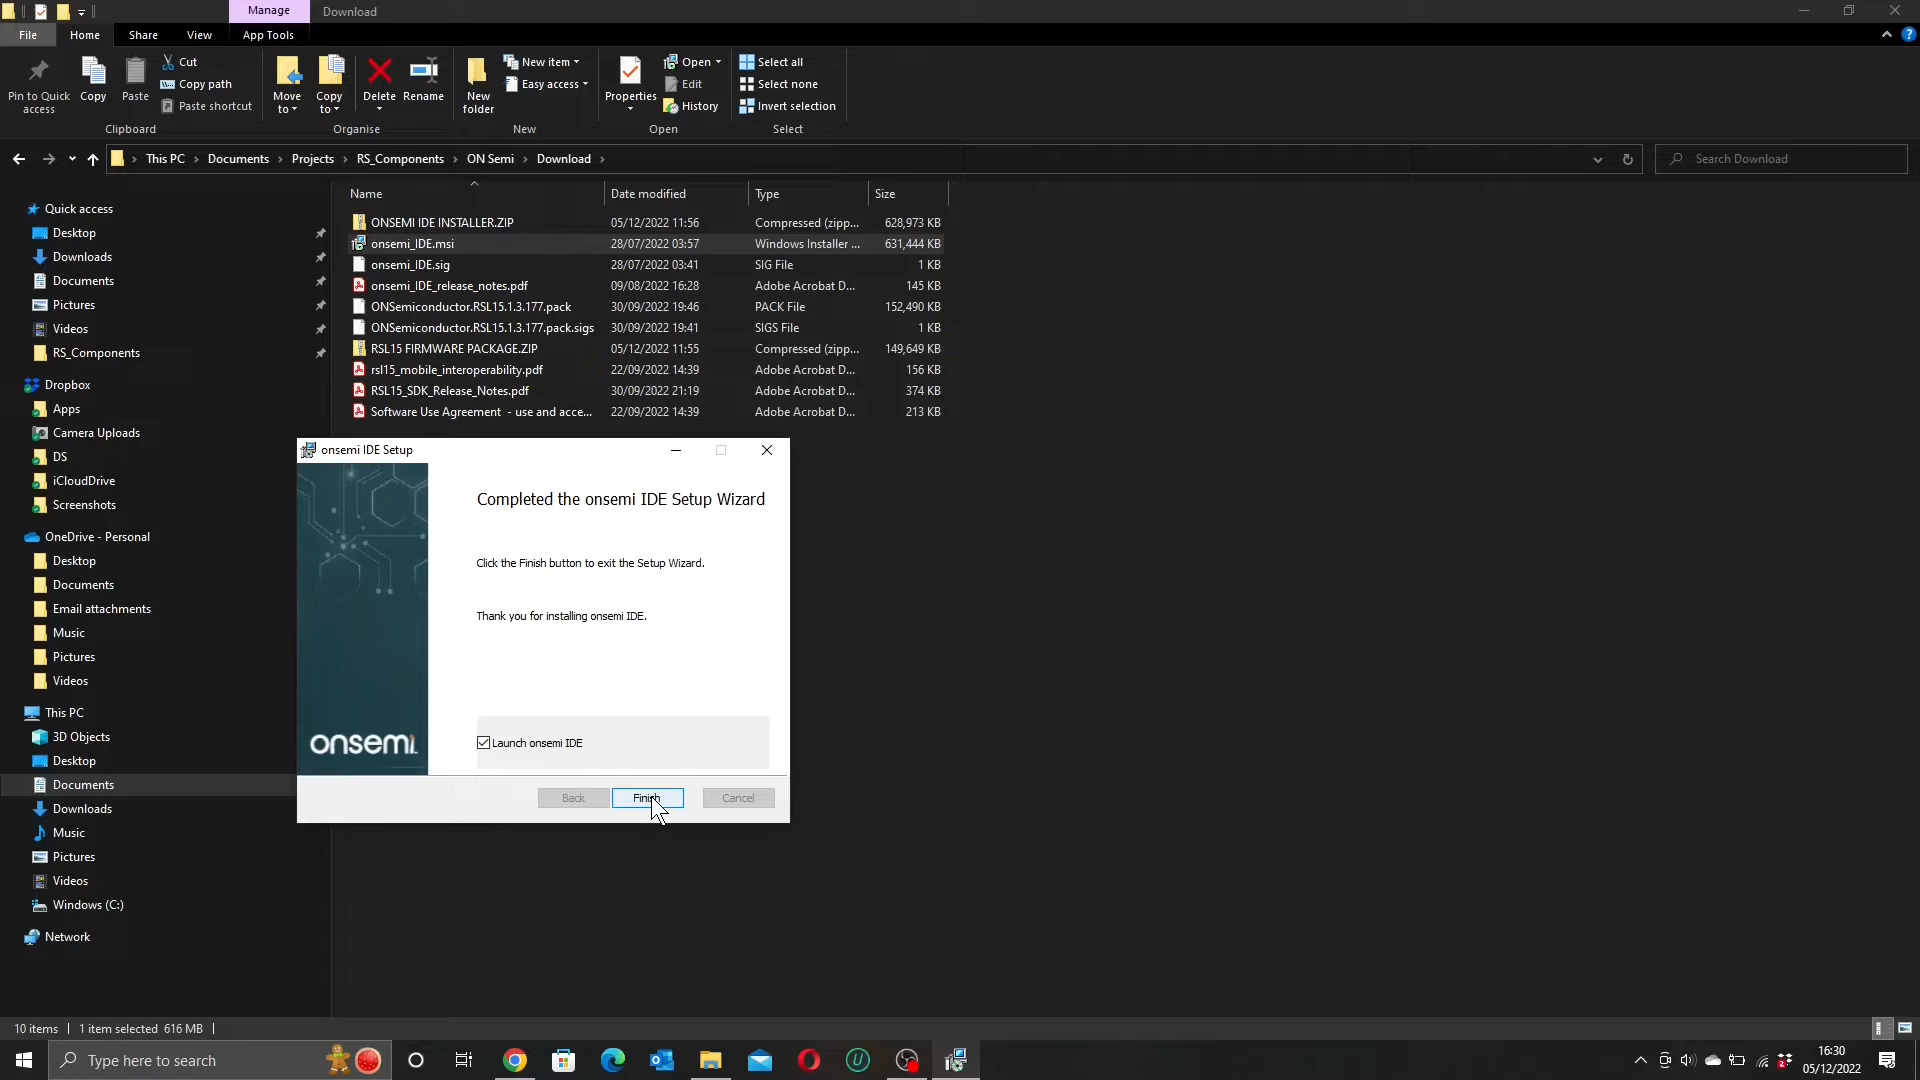 Manage
Download
File
Home
Share
View
App Tools
Pin to Quick access
Copy
Paste
Cut
Copy path
Paste shortcut
Move to
Copy to
Delete
Rename
New folder
New item
Easy access
Properties
Open
Edit
History
Select all
Select none
Invert selection
Clipboard
Organise
New
Open
Select
This PC > Documents > Projects > RS_Components > ON Semi > Download >
Search Download
Name Date modified Type Size
ONSEMI IDE INSTALLER.ZIP 05/12/2022 11:56 Compressed (zipp... 628,973 KB
onsemi_IDE.msi 28/07/2022 03:57 Windows Installer ... 631,444 KB
onsemi_IDE.sig 28/07/2022 03:41 SIG File 1 KB
onsemi_IDE_release_notes.pdf 09/08/2022 16:28 Adobe Acrobat D... 145 KB
ONSemiconductor.RSL15.1.3.177.pack 30/09/2022 19:46 PACK File 152,490 KB
ONSemiconductor.RSL15.1.3.177.pack.sigs 30/09/2022 19:41 SIGS File 1 KB
RSL15 FIRMWARE PACKAGE.ZIP 05/12/2022 11:55 Compressed (zipp... 149,649 KB
rsl15_mobile_interoperability.pdf 22/09/2022 14:39 Adobe Acrobat D... 156 KB
RSL15_SDK_Release_Notes.pdf 30/09/2022 21:19 Adobe Acrobat D... 374 KB
Software Use Agreement - use and acce... 22/09/2022 14:39 Adobe Acrobat D... 213 KB
Quick access
Desktop
Downloads
Documents
Pictures
Videos
RS_Components
Dropbox
Apps
Camera Uploads
DS
iCloudDrive
Screenshots
OneDrive - Personal
Desktop
Documents
Email attachments
Music
Pictures
Videos
This PC
3D Objects
Desktop
Documents
Downloads
Music
Pictures
Videos
Windows (C:)
Network
onsemi IDE Setup
Completed the onsemi IDE Setup Wizard
Click the Finish button to exit the Setup Wizard.
Thank you for installing onsemi IDE.
onsemi
Launch onsemi IDE
Back
Finish
Cancel
10 items 1 item selected 616 MB
Type here to search
16:30
05/12/2022